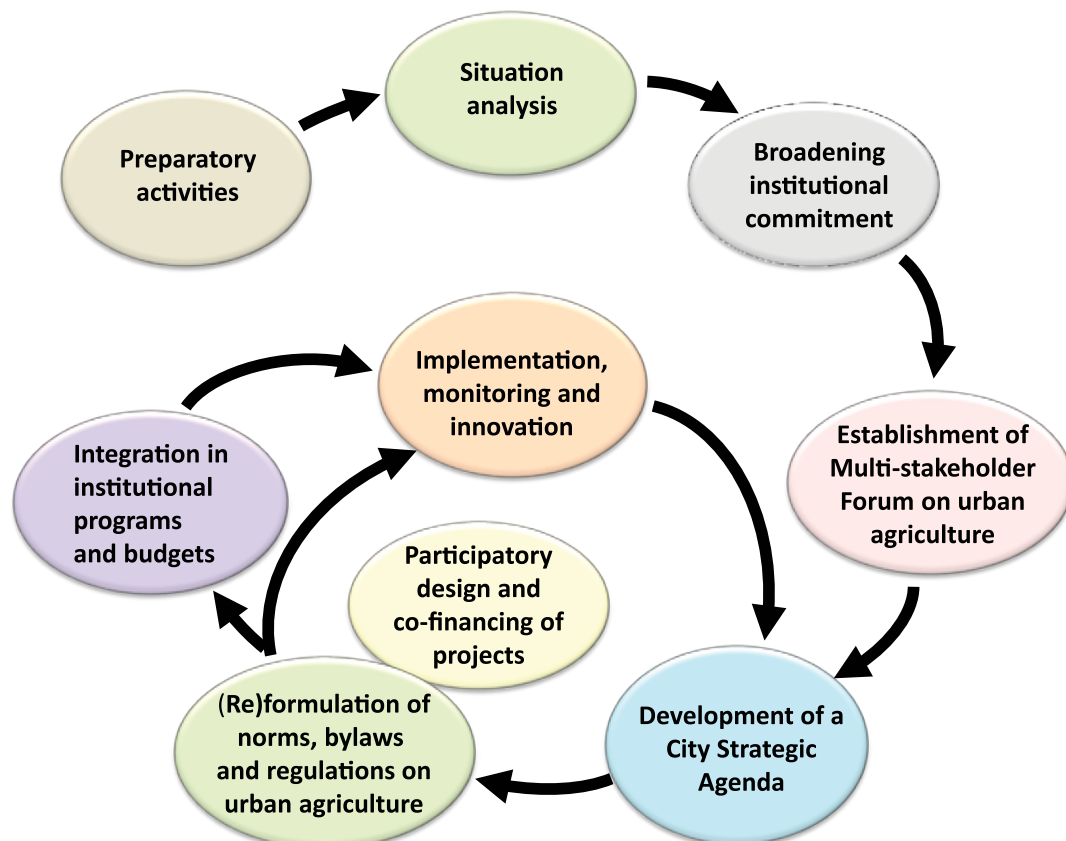 Preparatory
activities
Situation
analysis
Broadening
institutional
commitment
Establishment of
Multi-stakeholder
Forum on urban
agriculture
Development of a
City Strategic
Agenda
(Re)formulation of
norms, bylaws
and regulations on
urban agriculture
Participatory
design and
co-financing of
projects
Integration in
institutional
programs
and budgets
Implementation,
monitoring and
innovation